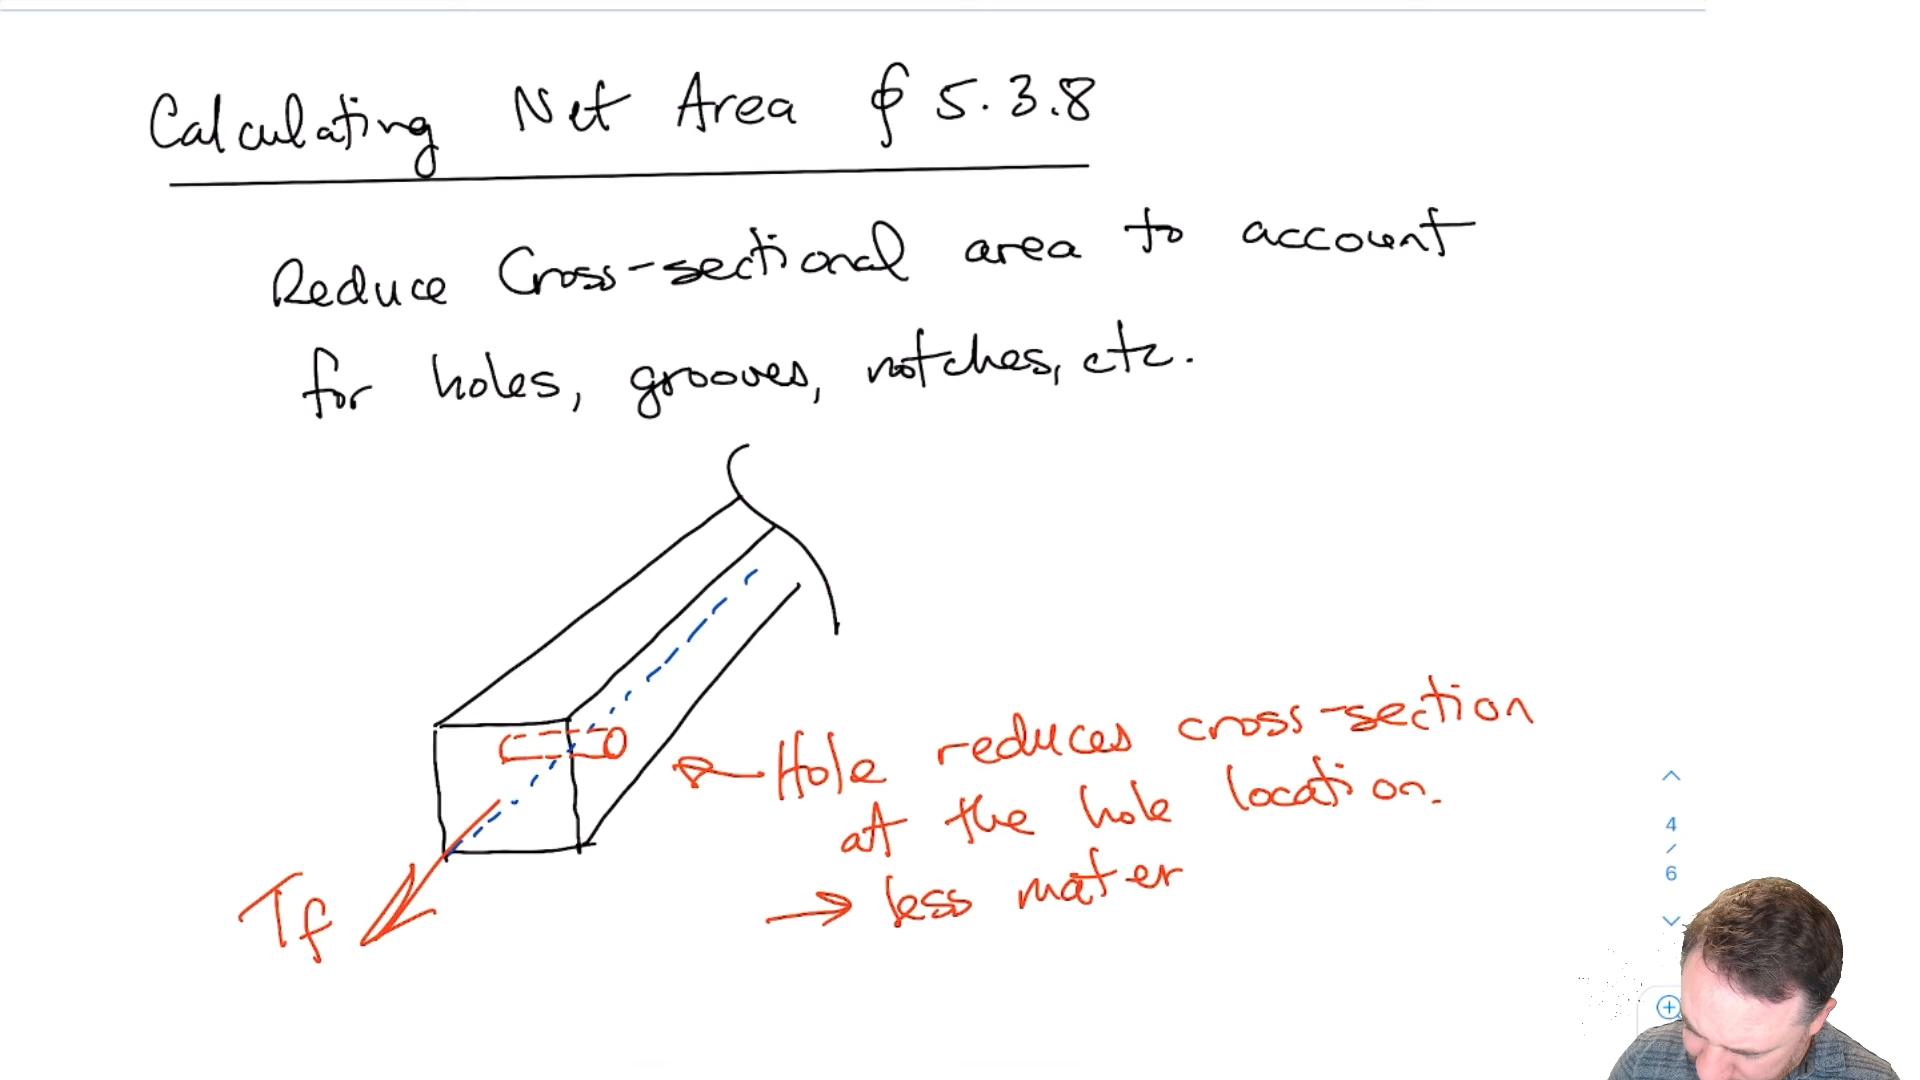 Calculating Net Area § 5.3.8
Reduce Cross-sectional area to account
for holes, grooves, notches, etc.
Hole reduces cross-section
at the hole location.
→ less mater
Tf
4
/
6